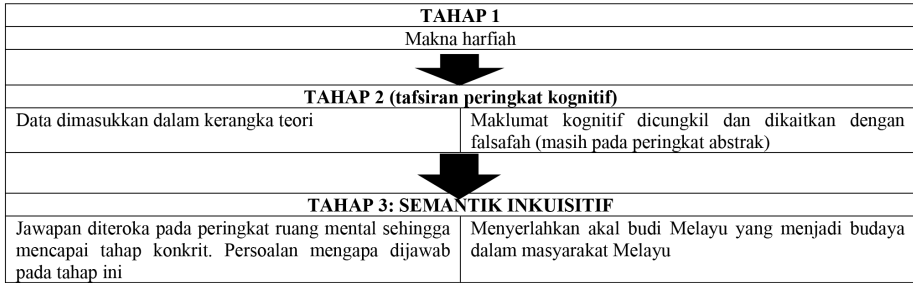 TAHAP 1
Makna harfiah
TAHAP 2 (tafsiran peringkat kognitif)
Data dimasukkan dalam kerangka teori
Maklumat kognitif dicungkil dan dikaitkan dengan
falsafah (masih pada peringkat abstrak)
TAHAP 3: SEMANTIK INKUISITIF
Jawapan diteroka pada peringkat ruang mental sehingga
mencapai tahap konkrit. Persoalan mengapa dijawab
pada tahap ini
Menyerlahkan akal budi Melayu yang menjadi budaya
dalam masyarakat Melayu